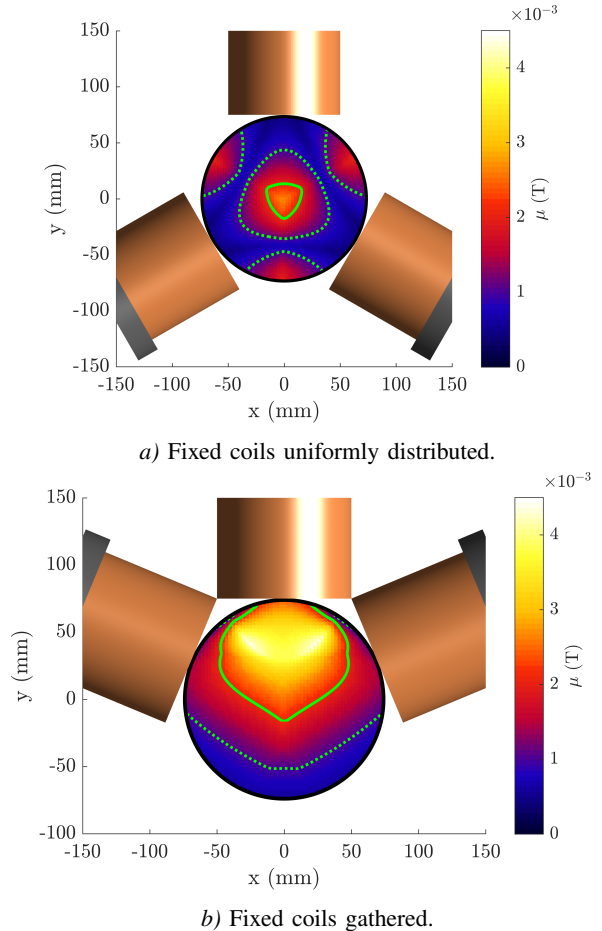 ×10⁻³
150
100
50
0
-50
-100
-150
y (mm)
-150 -100 -50 0 50 100 150
x (mm)
4
3
2
1
0
μ (T)
a) Fixed coils uniformly distributed.
×10⁻³
150
100
50
0
-50
-100
y (mm)
-150 -100 -50 0 50 100 150
x (mm)
4
3
2
1
0
μ (T)
b) Fixed coils gathered.